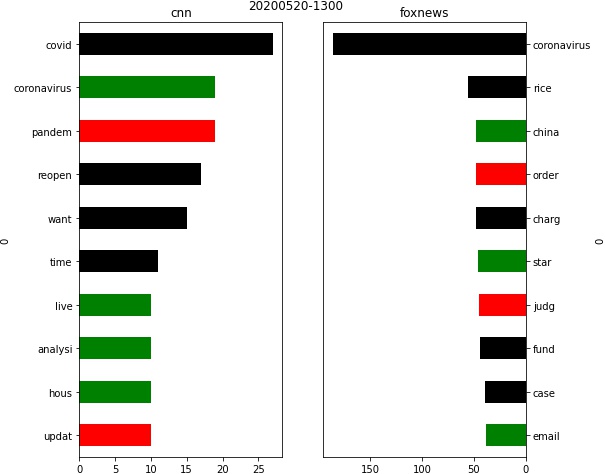 20200520-1300
cnn
covid
coronavirus
pandem
reopen
want
time
live
analysi
hous
updat
0 5 10 15 20 25
0
foxnews
coronavirus
rice
china
order
charg
star
judg
fund
case
email
150 100 50 0
0